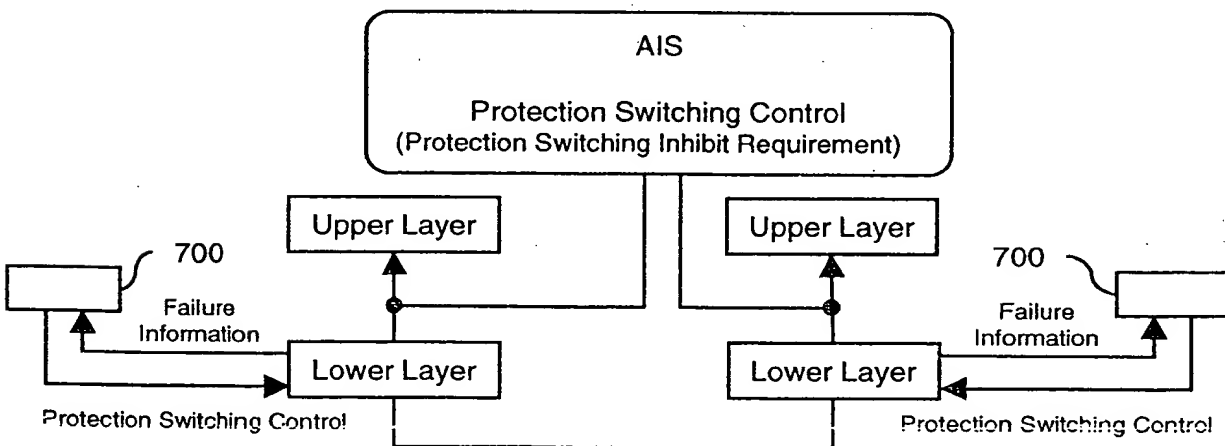 AIS
Protection Switching Control
(Protection Switching Inhibit Requirement)
Upper Layer
Upper Layer
700
700
Failure
Information
Failure
Information
Lower Layer
Lower Layer
Protection Switching Control
Protection Switching Control